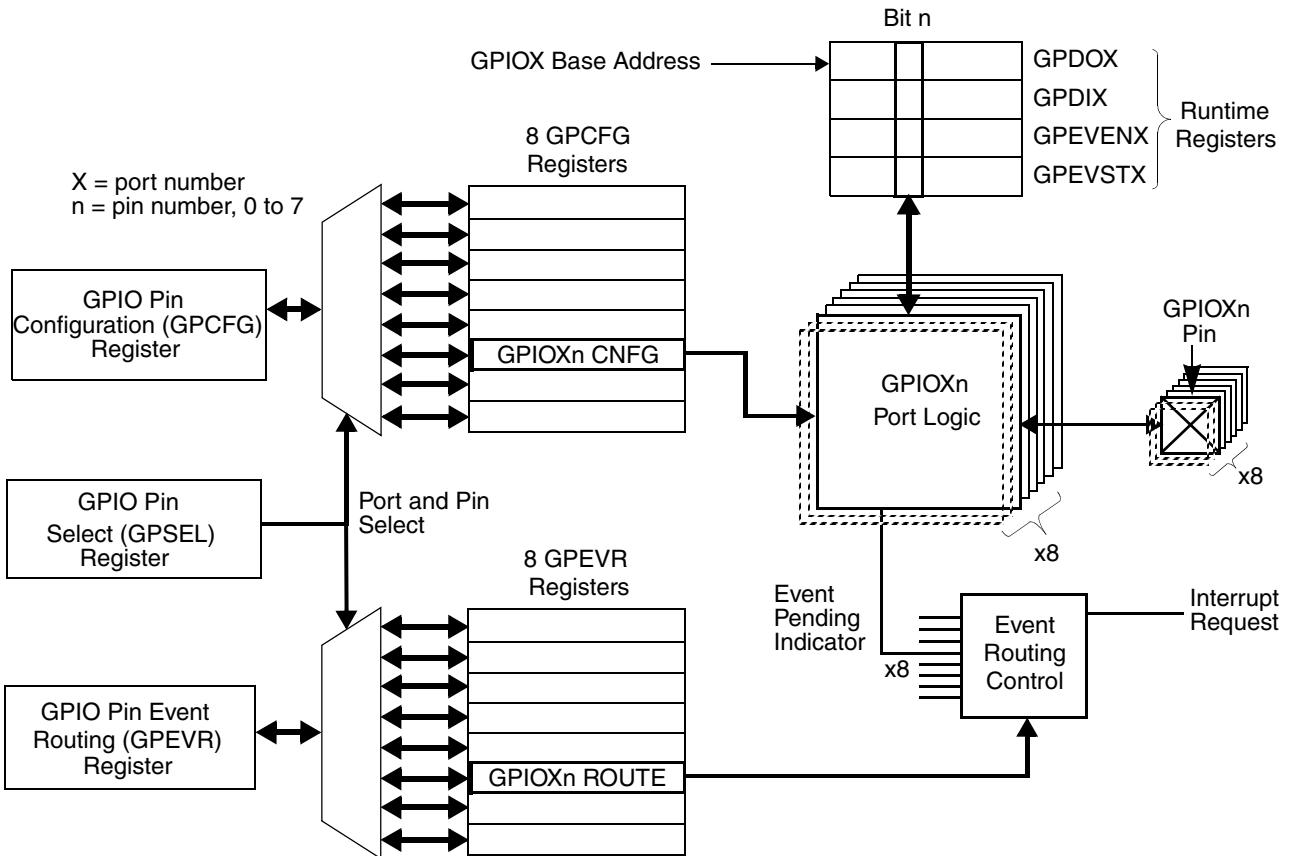 Bit n
GPIOX Base Address
GPDOX
GPDIX
GPEVENX
GPEVSTX
Runtime
Registers
8 GPCFG
Registers
X = port number
n = pin number, 0 to 7
GPIO Pin
Configuration (GPCFG)
Register
GPIOXn CNFG
GPIOXn
Port Logic
GPIOXn
Pin
x8
x8
GPIO Pin
Select (GPSEL)
Register
Port and Pin
Select
8 GPEVR
Registers
Event
Pending
Indicator
x8
Event
Routing
Control
Interrupt
Request
GPIO Pin Event
Routing (GPEVR)
Register
GPIOXn ROUTE